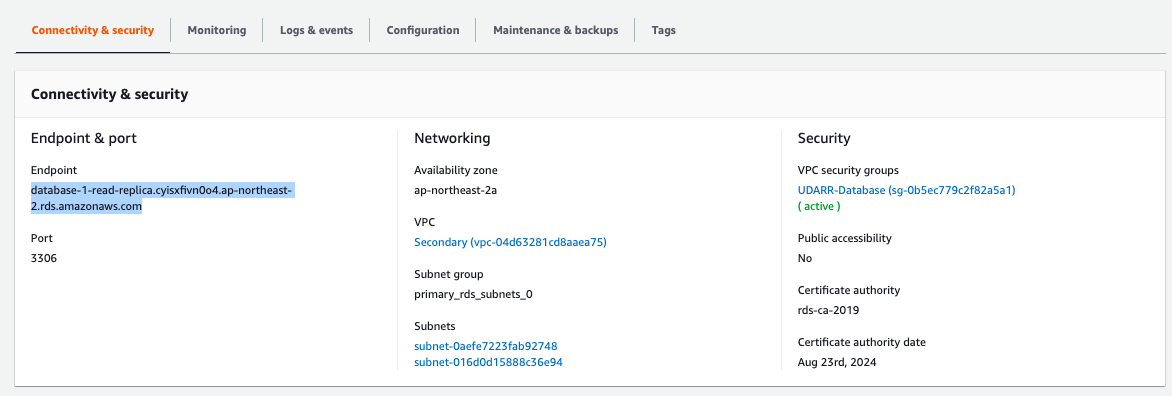 Connectivity & security
Monitoring
Logs & events
Configuration
Maintenance & backups
Tags
Connectivity & security
Endpoint & port
Endpoint
database-1-read-replica.cyisxfivn0o4.ap-northeast-
2.rds.amazonaws.com
Port
3306
Networking
Availability zone
ap-northeast-2a
VPC
Secondary (vpc-04d63281cd8aaea75)
Subnet group
primary_rds_subnets_0
Subnets
subnet-0aefe7223fab92748
subnet-016d0d15888c36e94
Security
VPC security groups
UDARR-Database (sg-0b5ec779c2f82a5a1)
( active )
Public accessibility
No
Certificate authority
rds-ca-2019
Certificate authority date
Aug 23rd, 2024